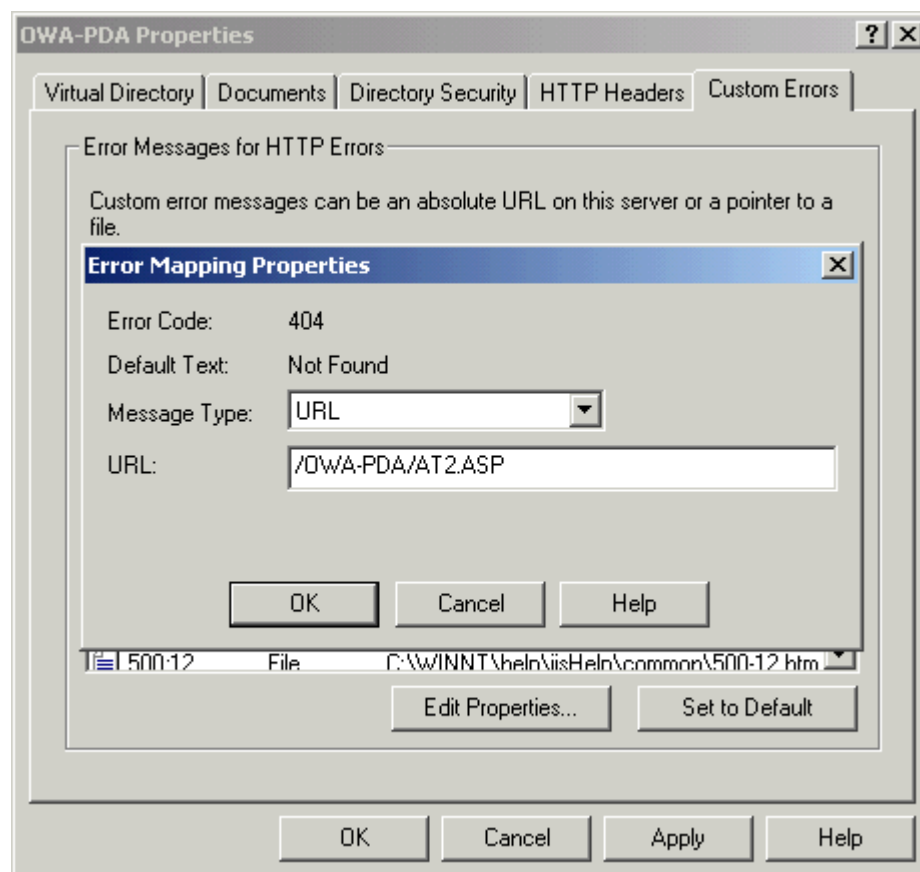 OWA-PDA Properties
Virtual Directory Documents Directory Security HTTP Headers Custom Errors
Error Messages for HTTP Errors
Custom error messages can be an absolute URL on this server or a pointer to a
file.
Error Mapping Properties
Error Code: 404
Default Text: Not Found
Message Type: URL
URL: /OWA-PDA/AT2.ASP
OK Cancel Help
500;12 File C:\WINNT\help\iisHelp\common\500-12.htm
Edit Properties... Set to Default
OK Cancel Apply Help